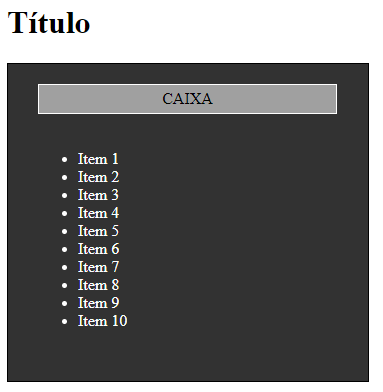 Título
CAIXA
Item 1
Item 2
Item 3
Item 4
Item 5
Item 6
Item 7
Item 8
Item 9
Item 10